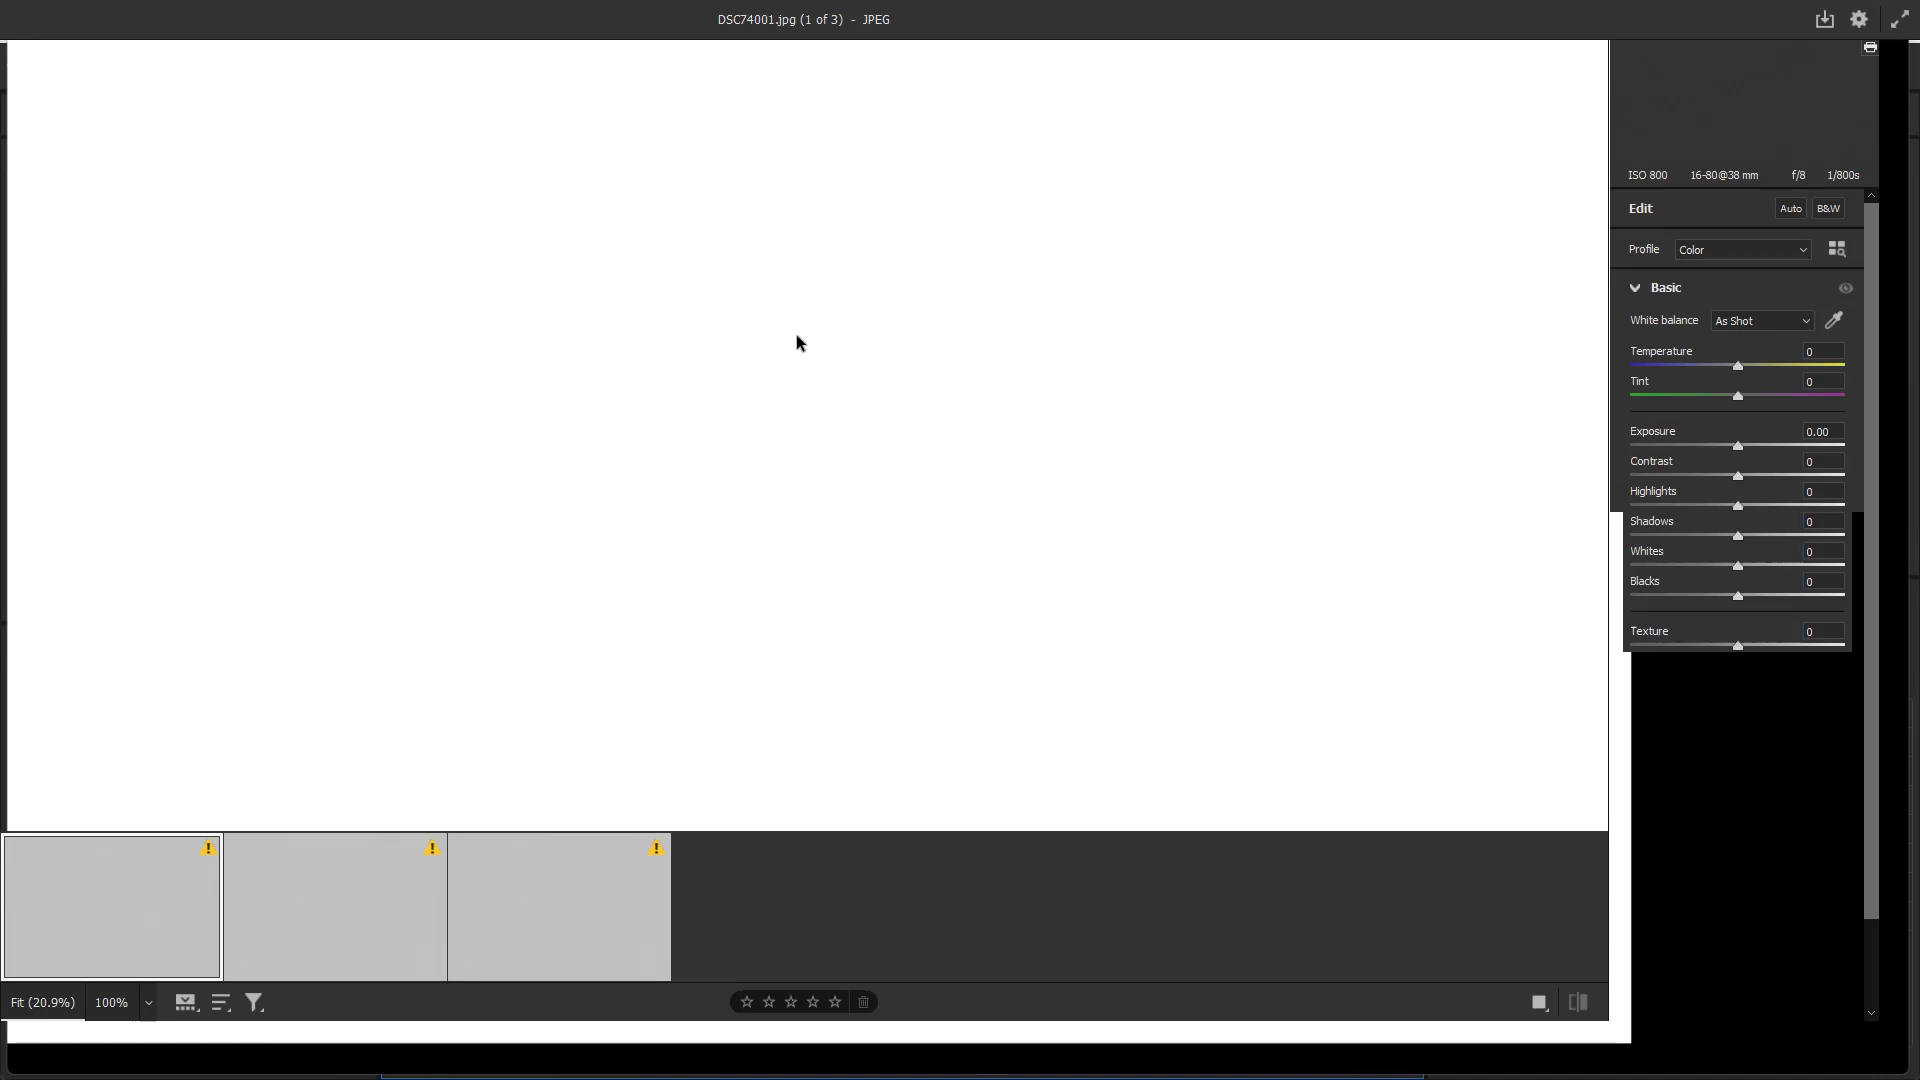 DSC74001.jpg (1 of 3) - JPEG
ISO 800 16-80@38 mm f/8 1/800s
Edit Auto B&W
Profile Color
Basic
White balance As Shot
Temperature 0
Tint 0
Exposure 0.00
Contrast 0
Highlights 0
Shadows 0
Whites 0
Blacks 0
Texture 0
Fit (20.9%) 100%